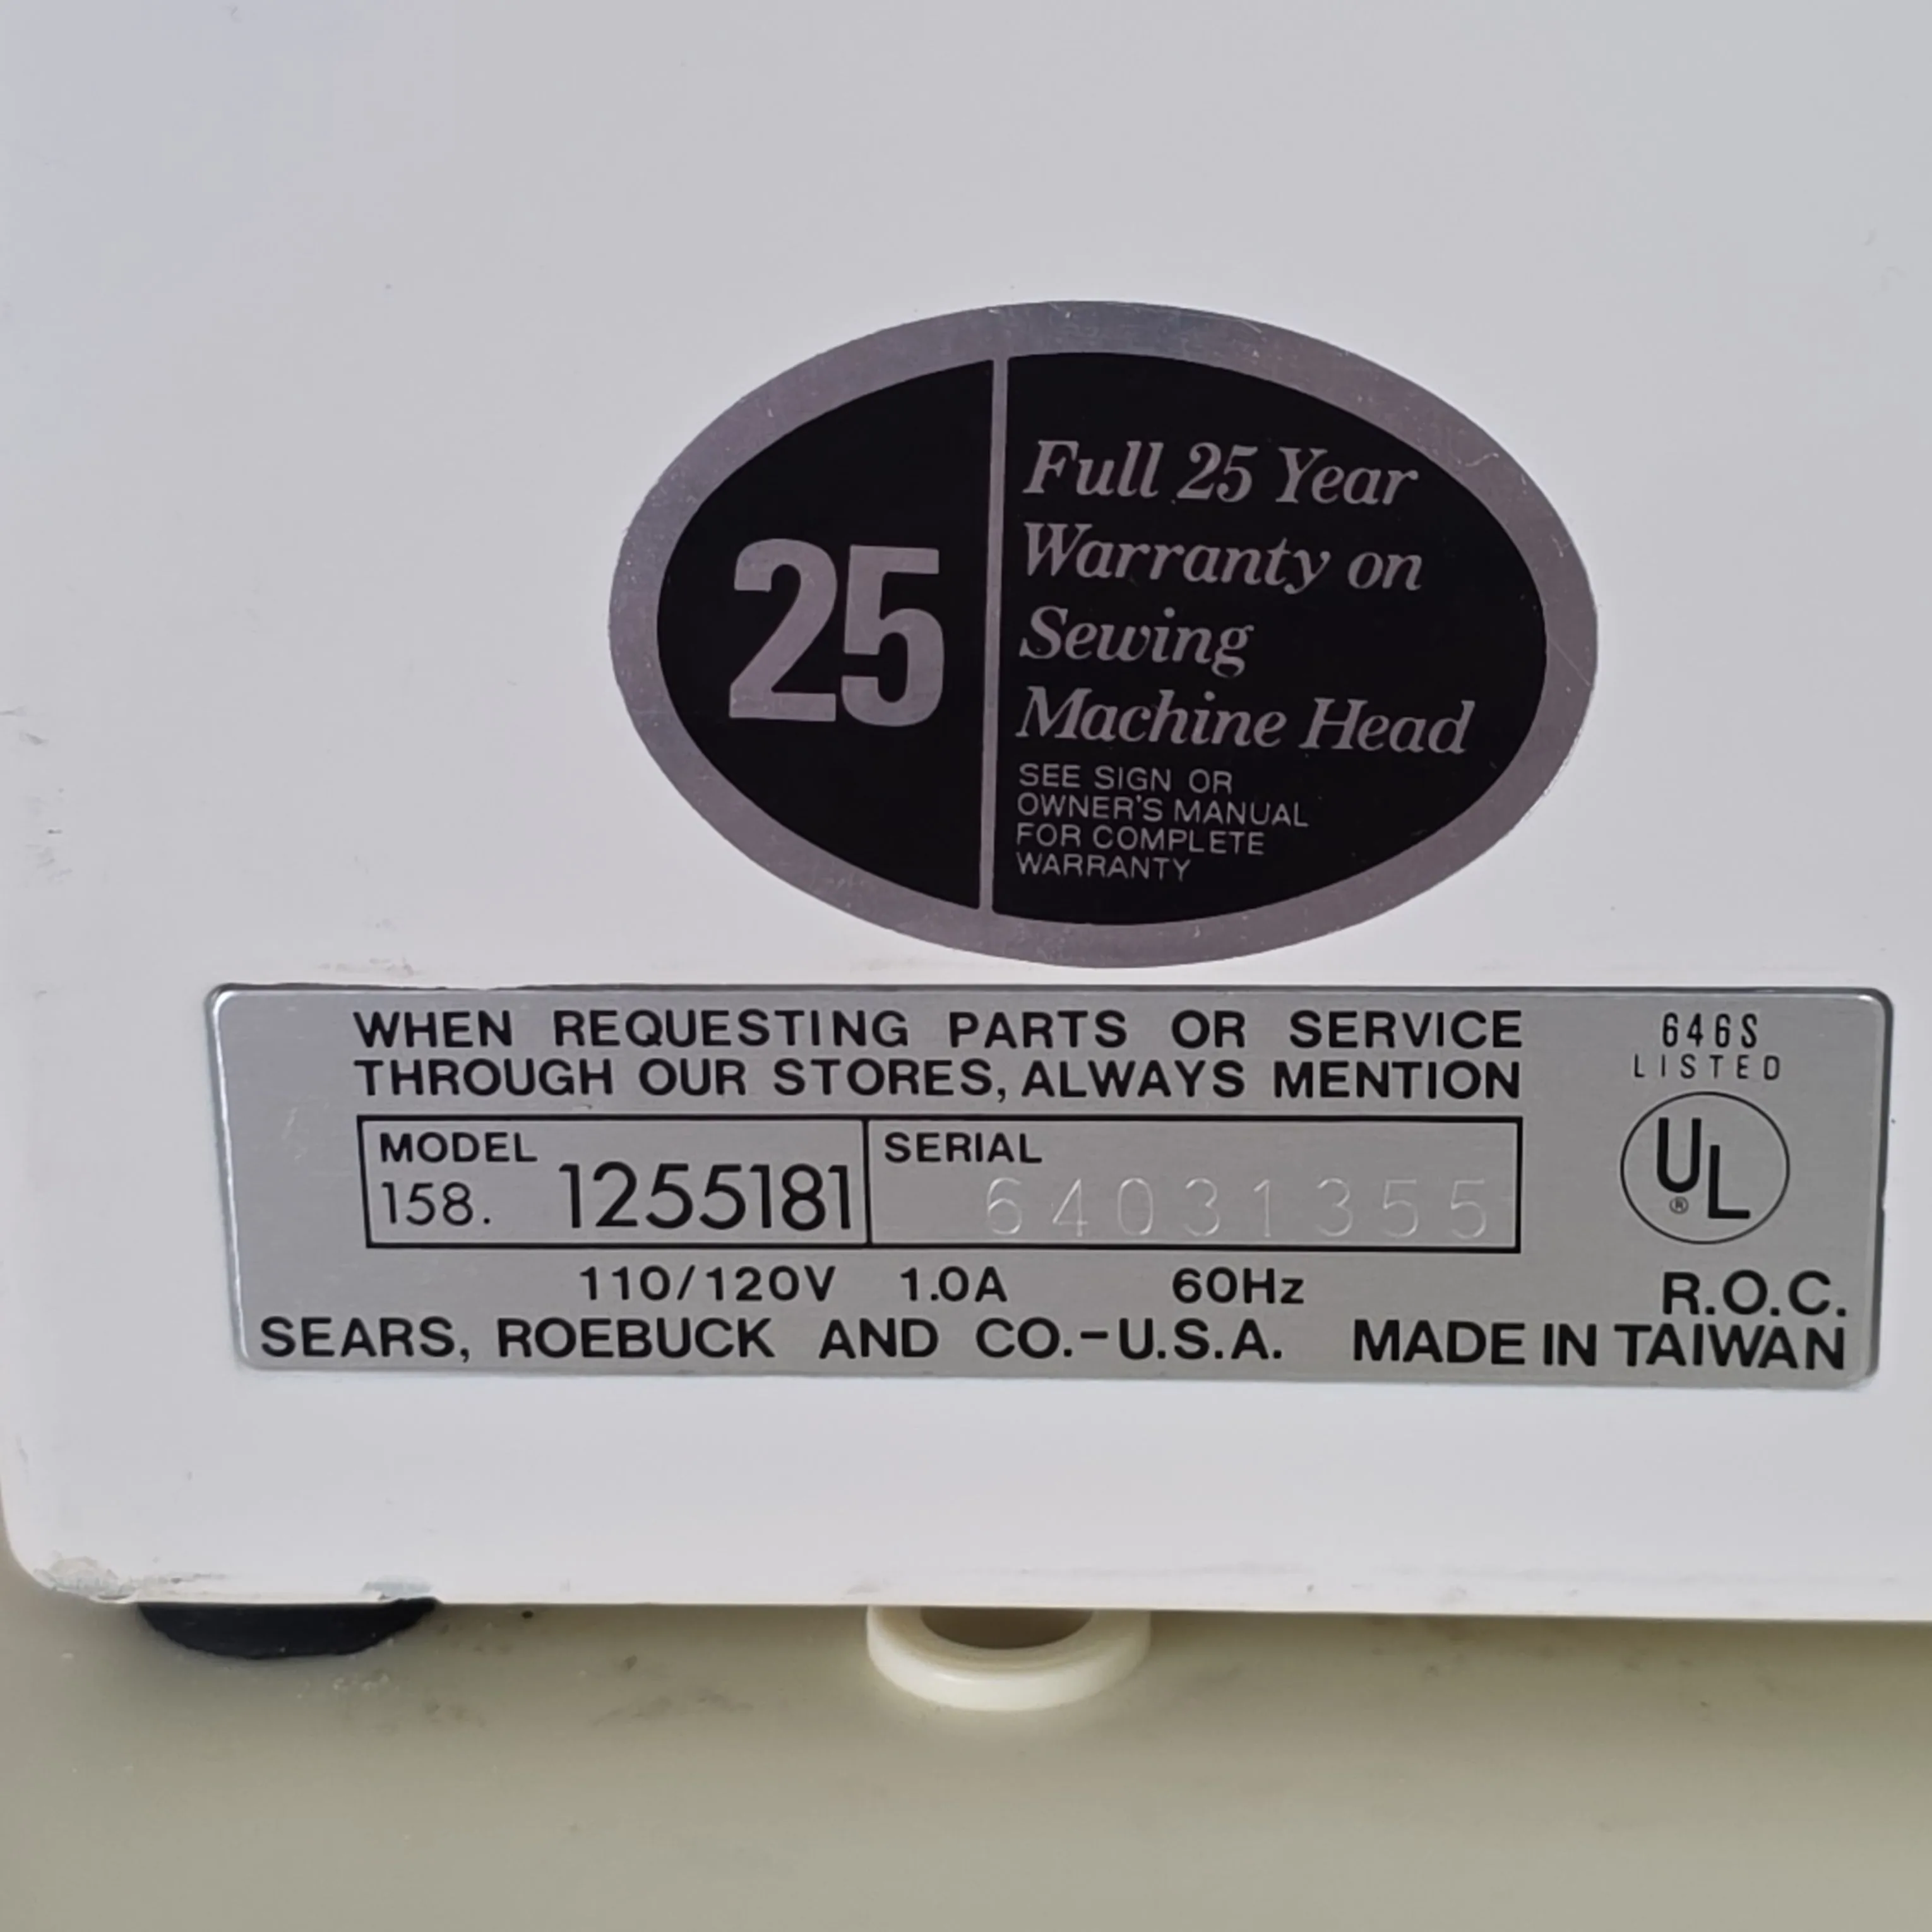 25
Full 25 Year
Warranty on
Sewing
Machine Head
SEE SIGN OR
OWNER'S MANUAL
FOR COMPLETE
WARRANTY
WHEN REQUESTING PARTS OR SERVICE
THROUGH OUR STORES, ALWAYS MENTION
646S
LISTED
UL
®
MODEL
158. 1255181
SERIAL
64031355
110/120V 1.0A 60Hz
SEARS, ROEBUCK AND CO.-U.S.A.
R.O.C.
MADE IN TAIWAN